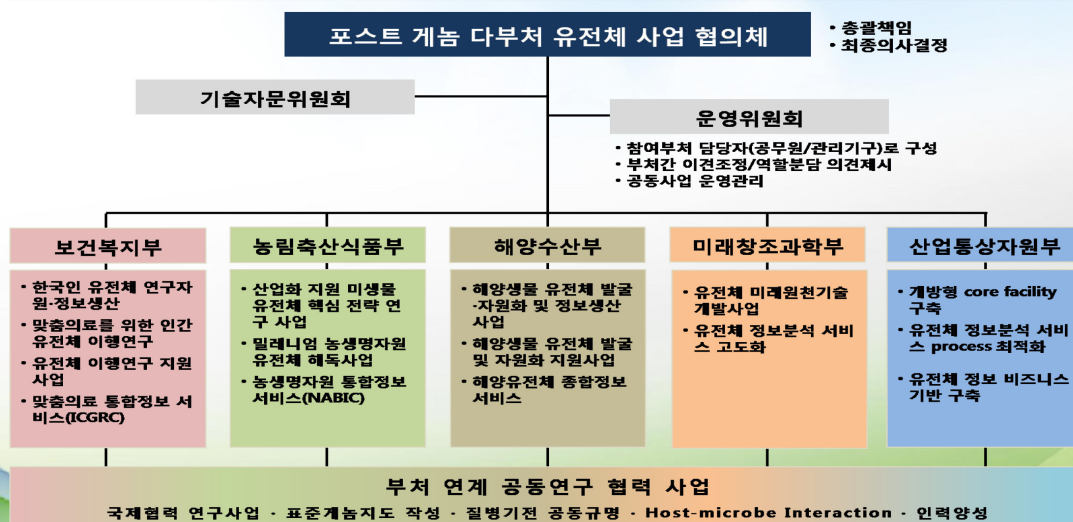 포스트 게놈 다부처 유전체 사업 협의체
· 총괄책임
· 최종의사결정
기술자문위원회
운영위원회
· 참여부처 담당자(공무원/관리기구)로 구성
· 부처간 이견조정/역할분담 의견제시
· 공동사업 운영관리
보건복지부
· 한국인 유전체 연구자
원·정보생산
· 맞춤의료를 위한 인간
유전체 이행연구
· 유전체 이행연구 지원
사업
· 맞춤의료 통합정보 서
비스(ICGRC)
농림축산식품부
· 산업화 지원 미생물
유전체 핵심 전략 연
구 사업
· 밀레니엄 농생명자원
유전체 해독사업
· 농생명자원 통합정보
서비스(NABIC)
해양수산부
· 해양생물 유전체 발굴
·자원화 및 정보생산
사업
· 해양생물 유전체 발굴
및 자원화 지원사업
· 해양유전체 종합정보
서비스
미래창조과학부
· 유전체 미래원천기술
개발사업
· 유전체 정보분석 서비
스 고도화
산업통상자원부
· 개방형 core facility
구축
· 유전체 정보분석 서비
스 process 최적화
· 유전체 정보 비즈니스
기반 구축
부처 연계 공동연구 협력 사업
국제협력 연구사업 · 표준게놈지도 작성 · 질병기전 공동규명 · Host-microbe Interaction · 인력양성